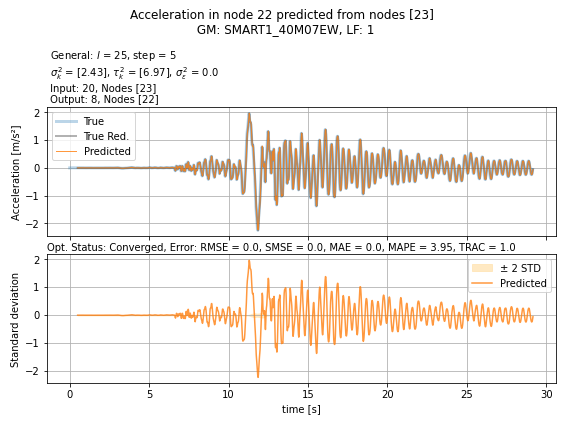 Acceleration in node 22 predicted from nodes [23]
GM: SMART1_40M07EW, LF: 1
General: l = 25, step = 5
σ²ₖ = [2.43], τ²ₖ = [6.97], σ²ε = 0.0
Input: 20, Nodes [23]
Output: 8, Nodes [22]
Acceleration [m/s²]
2
1
0
−1
−2
True
True Red.
Predicted
Opt. Status: Converged, Error: RMSE = 0.0, SMSE = 0.0, MAE = 0.0, MAPE = 3.95, TRAC = 1.0
Standard deviation
2
1
0
−1
−2
± 2 STD
Predicted
0 5 10 15 20 25 30
time [s]